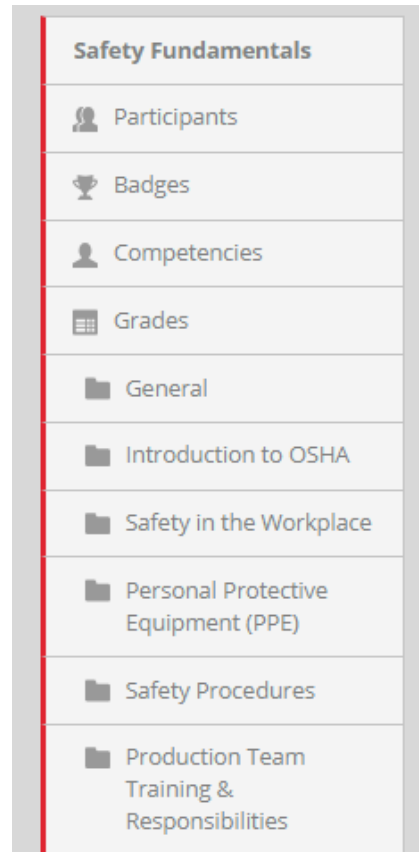 Safety Fundamentals
Participants
Badges
Competencies
Grades
General
Introduction to OSHA
Safety in the Workplace
Personal Protective
Equipment (PPE)
Safety Procedures
Production Team
Training &
Responsibilities